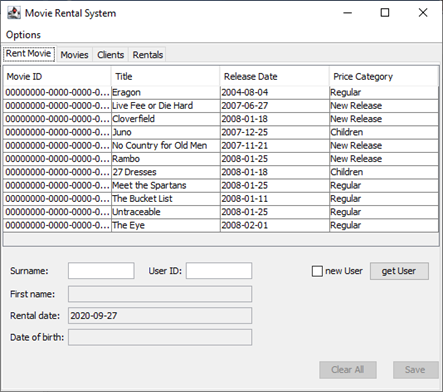 Movie Rental System
Options
Rent Movie Movies Clients Rentals
Movie ID Title Release Date Price Category
00000000-0000-0000-0... Eragon 2004-08-04 Regular
00000000-0000-0000-0... Live Fee or Die Hard 2007-06-27 New Release
00000000-0000-0000-0... Cloverfield 2008-01-18 New Release
00000000-0000-0000-0... Juno 2007-12-25 Children
00000000-0000-0000-0... No Country for Old Men 2007-11-21 New Release
00000000-0000-0000-0... Rambo 2008-01-25 New Release
00000000-0000-0000-0... 27 Dresses 2008-01-18 Children
00000000-0000-0000-0... Meet the Spartans 2008-01-25 Regular
00000000-0000-0000-0... The Bucket List 2008-01-11 Regular
00000000-0000-0000-0... Untraceable 2008-01-25 Regular
00000000-0000-0000-0... The Eye 2008-02-01 Regular
Surname: User ID: new User get User
First name:
Rental date: 2020-09-27
Date of birth:
Clear All Save